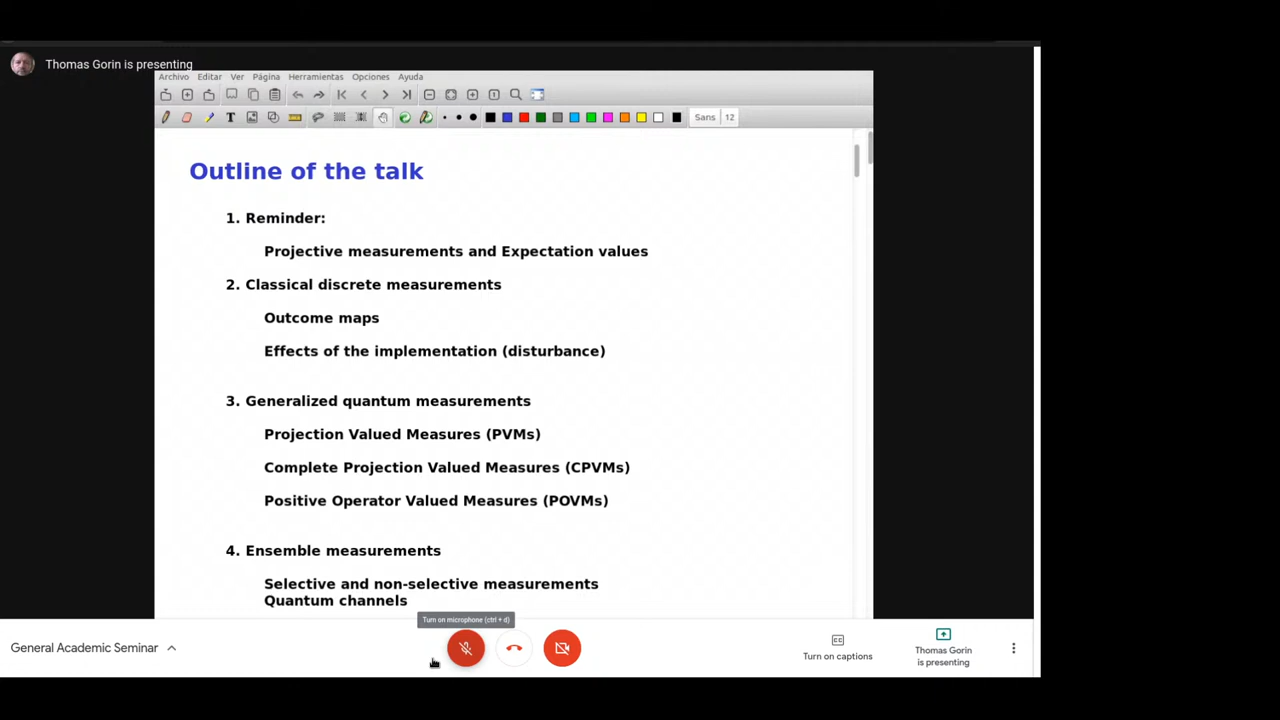 Thomas Gorin is presenting
Archivo Editar Ver Página Herramientas Opciones Ayuda
Sans 12
Outline of the talk
1. Reminder:
Projective measurements and Expectation values
2. Classical discrete measurements
Outcome maps
Effects of the implementation (disturbance)
3. Generalized quantum measurements
Projection Valued Measures (PVMs)
Complete Projection Valued Measures (CPVMs)
Positive Operator Valued Measures (POVMs)
4. Ensemble measurements
Selective and non-selective measurements
Quantum channels
Turn on microphone (ctrl + d)
General Academic Seminar
Turn on captions
Thomas Gorin
is presenting